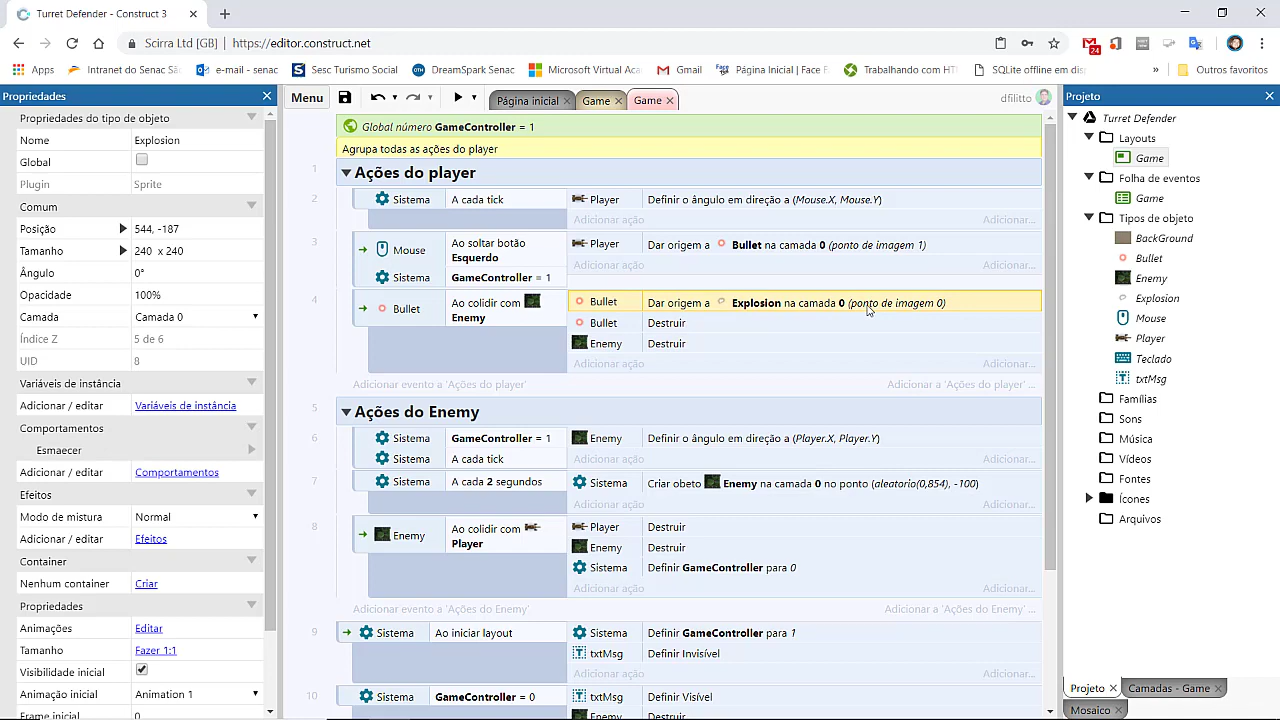 Turret Defender - Construct 3
Scirra Ltd [GB] https://editor.construct.net
24
Apps Intranet do Senac Sã e-mail - senac Sesc Turismo Social DreamSpark Senac Microsoft Virtual Aca Gmail Página Inicial | Face F Trabalhando com HT SQLite offline em dis » Outros favoritos
Propriedades
Menu
Página inicial
Game
Game
dfilitto
Projeto
Propriedades do tipo de objeto
Nome Explosion
Global
Plugin Sprite
Comum
Posição 544, -187
Tamanho 240 x 240
Ângulo 0°
Opacidade 100%
Camada Camada 0
Índice Z 5 de 6
UID 8
Variáveis de instância
Adicionar / editar Variáveis de instância
Comportamentos
Esmaecer
Adicionar / editar Comportamentos
Efeitos
Modo de mistura Normal
Adicionar / editar Efeitos
Container
Nenhum container Criar
Propriedades
Animações Editar
Tamanho Fazer 1:1
Visibilidade inicial
Animação inicial Animation 1
Frame inicial 0
Global número GameController = 1
Agrupa todas as ações do player
1 Ações do player
2 Sistema A cada tick Player Definir o ângulo em direção a (Mouse.X, Mouse.Y)
Adicionar ação Adicionar...
3 Mouse Ao soltar botão Esquerdo Player Dar origem a Bullet na camada 0 (ponto de imagem 1)
Adicionar ação Adicionar...
Sistema GameController = 1
4 Bullet Ao colidir com Enemy Bullet Dar origem a Explosion na camada 0 (ponto de imagem 0)
Bullet Destruir
Enemy Destruir
Adicionar ação Adicionar...
Adicionar evento a 'Ações do player' Adicionar a 'Ações do player' ...
5 Ações do Enemy
6 Sistema GameController = 1 Enemy Definir o ângulo em direção a (Player.X, Player.Y)
Sistema A cada tick Adicionar ação Adicionar...
7 Sistema A cada 2 segundos Sistema Criar obeto Enemy na camada 0 no ponto (aleatorio(0,854), -100)
Adicionar ação Adicionar...
8 Enemy Ao colidir com Player Player Destruir
Enemy Destruir
Sistema Definir GameController para 0
Adicionar ação Adicionar...
Adicionar evento a 'Ações do Enemy' Adicionar a 'Ações do Enemy' ...
9 Sistema Ao iniciar layout Sistema Definir GameController para 1
txtMsg Definir Invisível
Adicionar ação Adicionar...
10 Sistema GameController = 0 txtMsg Definir Visível
Enemy Destruir
Turret Defender
Layouts
Game
Folha de eventos
Game
Tipos de objeto
BackGround
Bullet
Enemy
Explosion
Mouse
Player
Teclado
txtMsg
Famílias
Sons
Música
Vídeos
Fontes
Ícones
Arquivos
Projeto
Camadas - Game
Mosaico